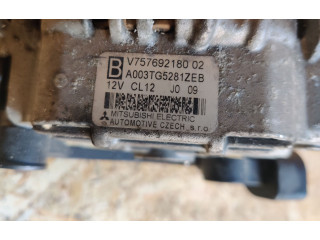 V757692180 02
B A003TG5281ZEB
12V CL12 J0 09
MITSUBISHI ELECTRIC
AUTOMOTIVE CZECH s.r.o